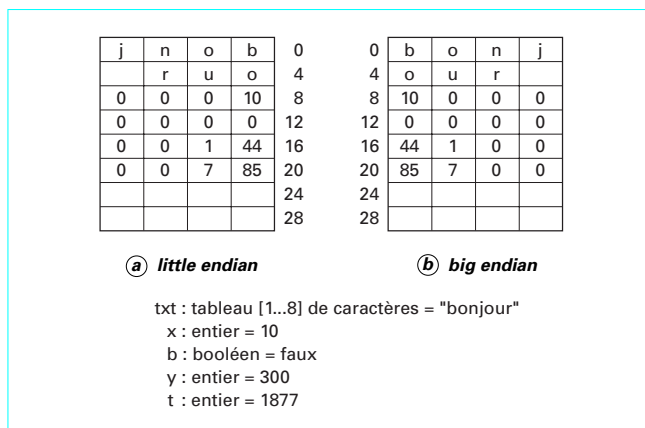 j n o b 0
r u o 4
0 0 0 10 8
0 0 0 0 12
0 0 1 44 16
0 0 7 85 20
24
28
a little endian
0 b o n j
4 o u r
8 10 0 0 0
12 0 0 0 0
16 44 1 0 0
20 85 7 0 0
24
28
b big endian
txt : tableau [1...8] de caractères = "bonjour"
x : entier = 10
b : booléen = faux
y : entier = 300
t : entier = 1877